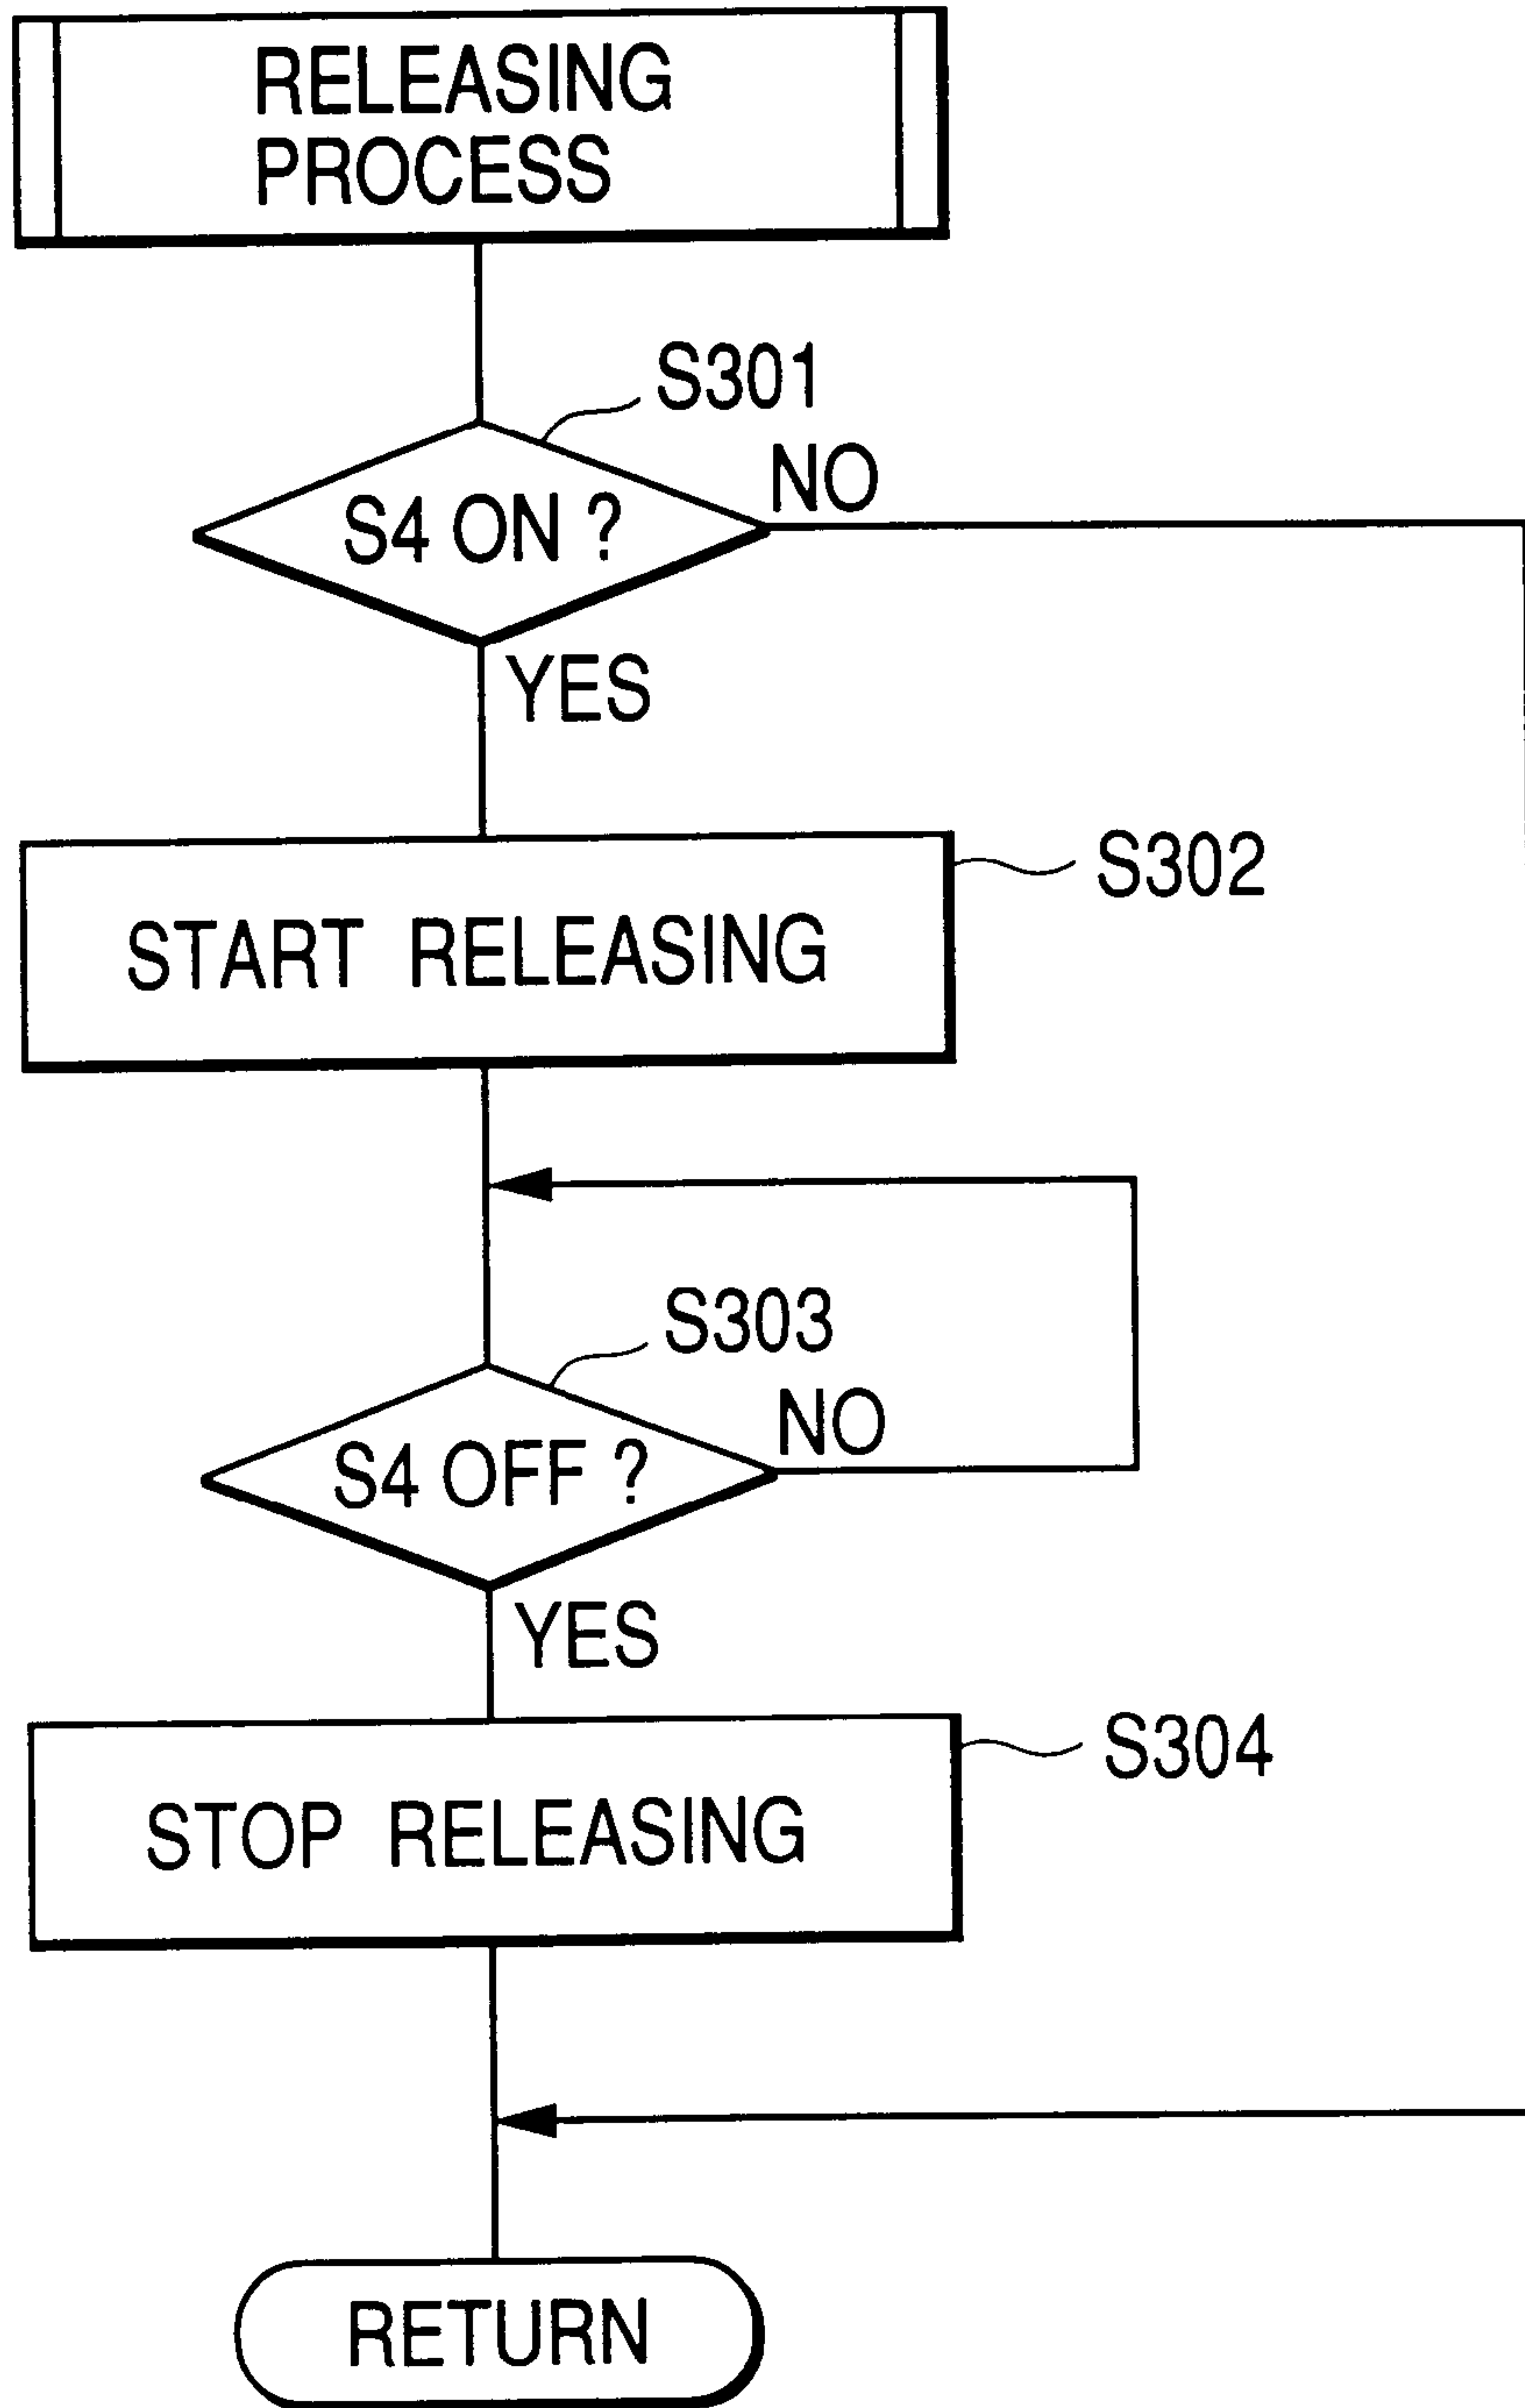 RELEASING
PROCESS
S301
NO
S4 ON ?
YES
S302
START RELEASING
S303
NO
S4 OFF ?
YES
S304
STOP RELEASING
RETURN